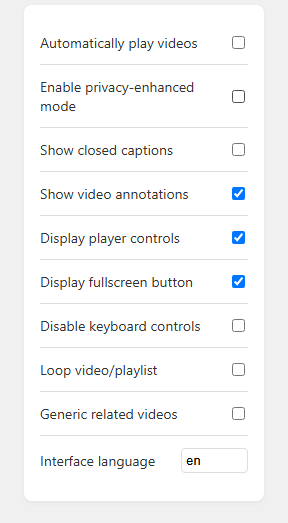 Automatically play videos
Enable privacy-enhanced
mode
Show closed captions
Show video annotations
Display player controls
Display fullscreen button
Disable keyboard controls
Loop video/playlist
Generic related videos
Interface language en